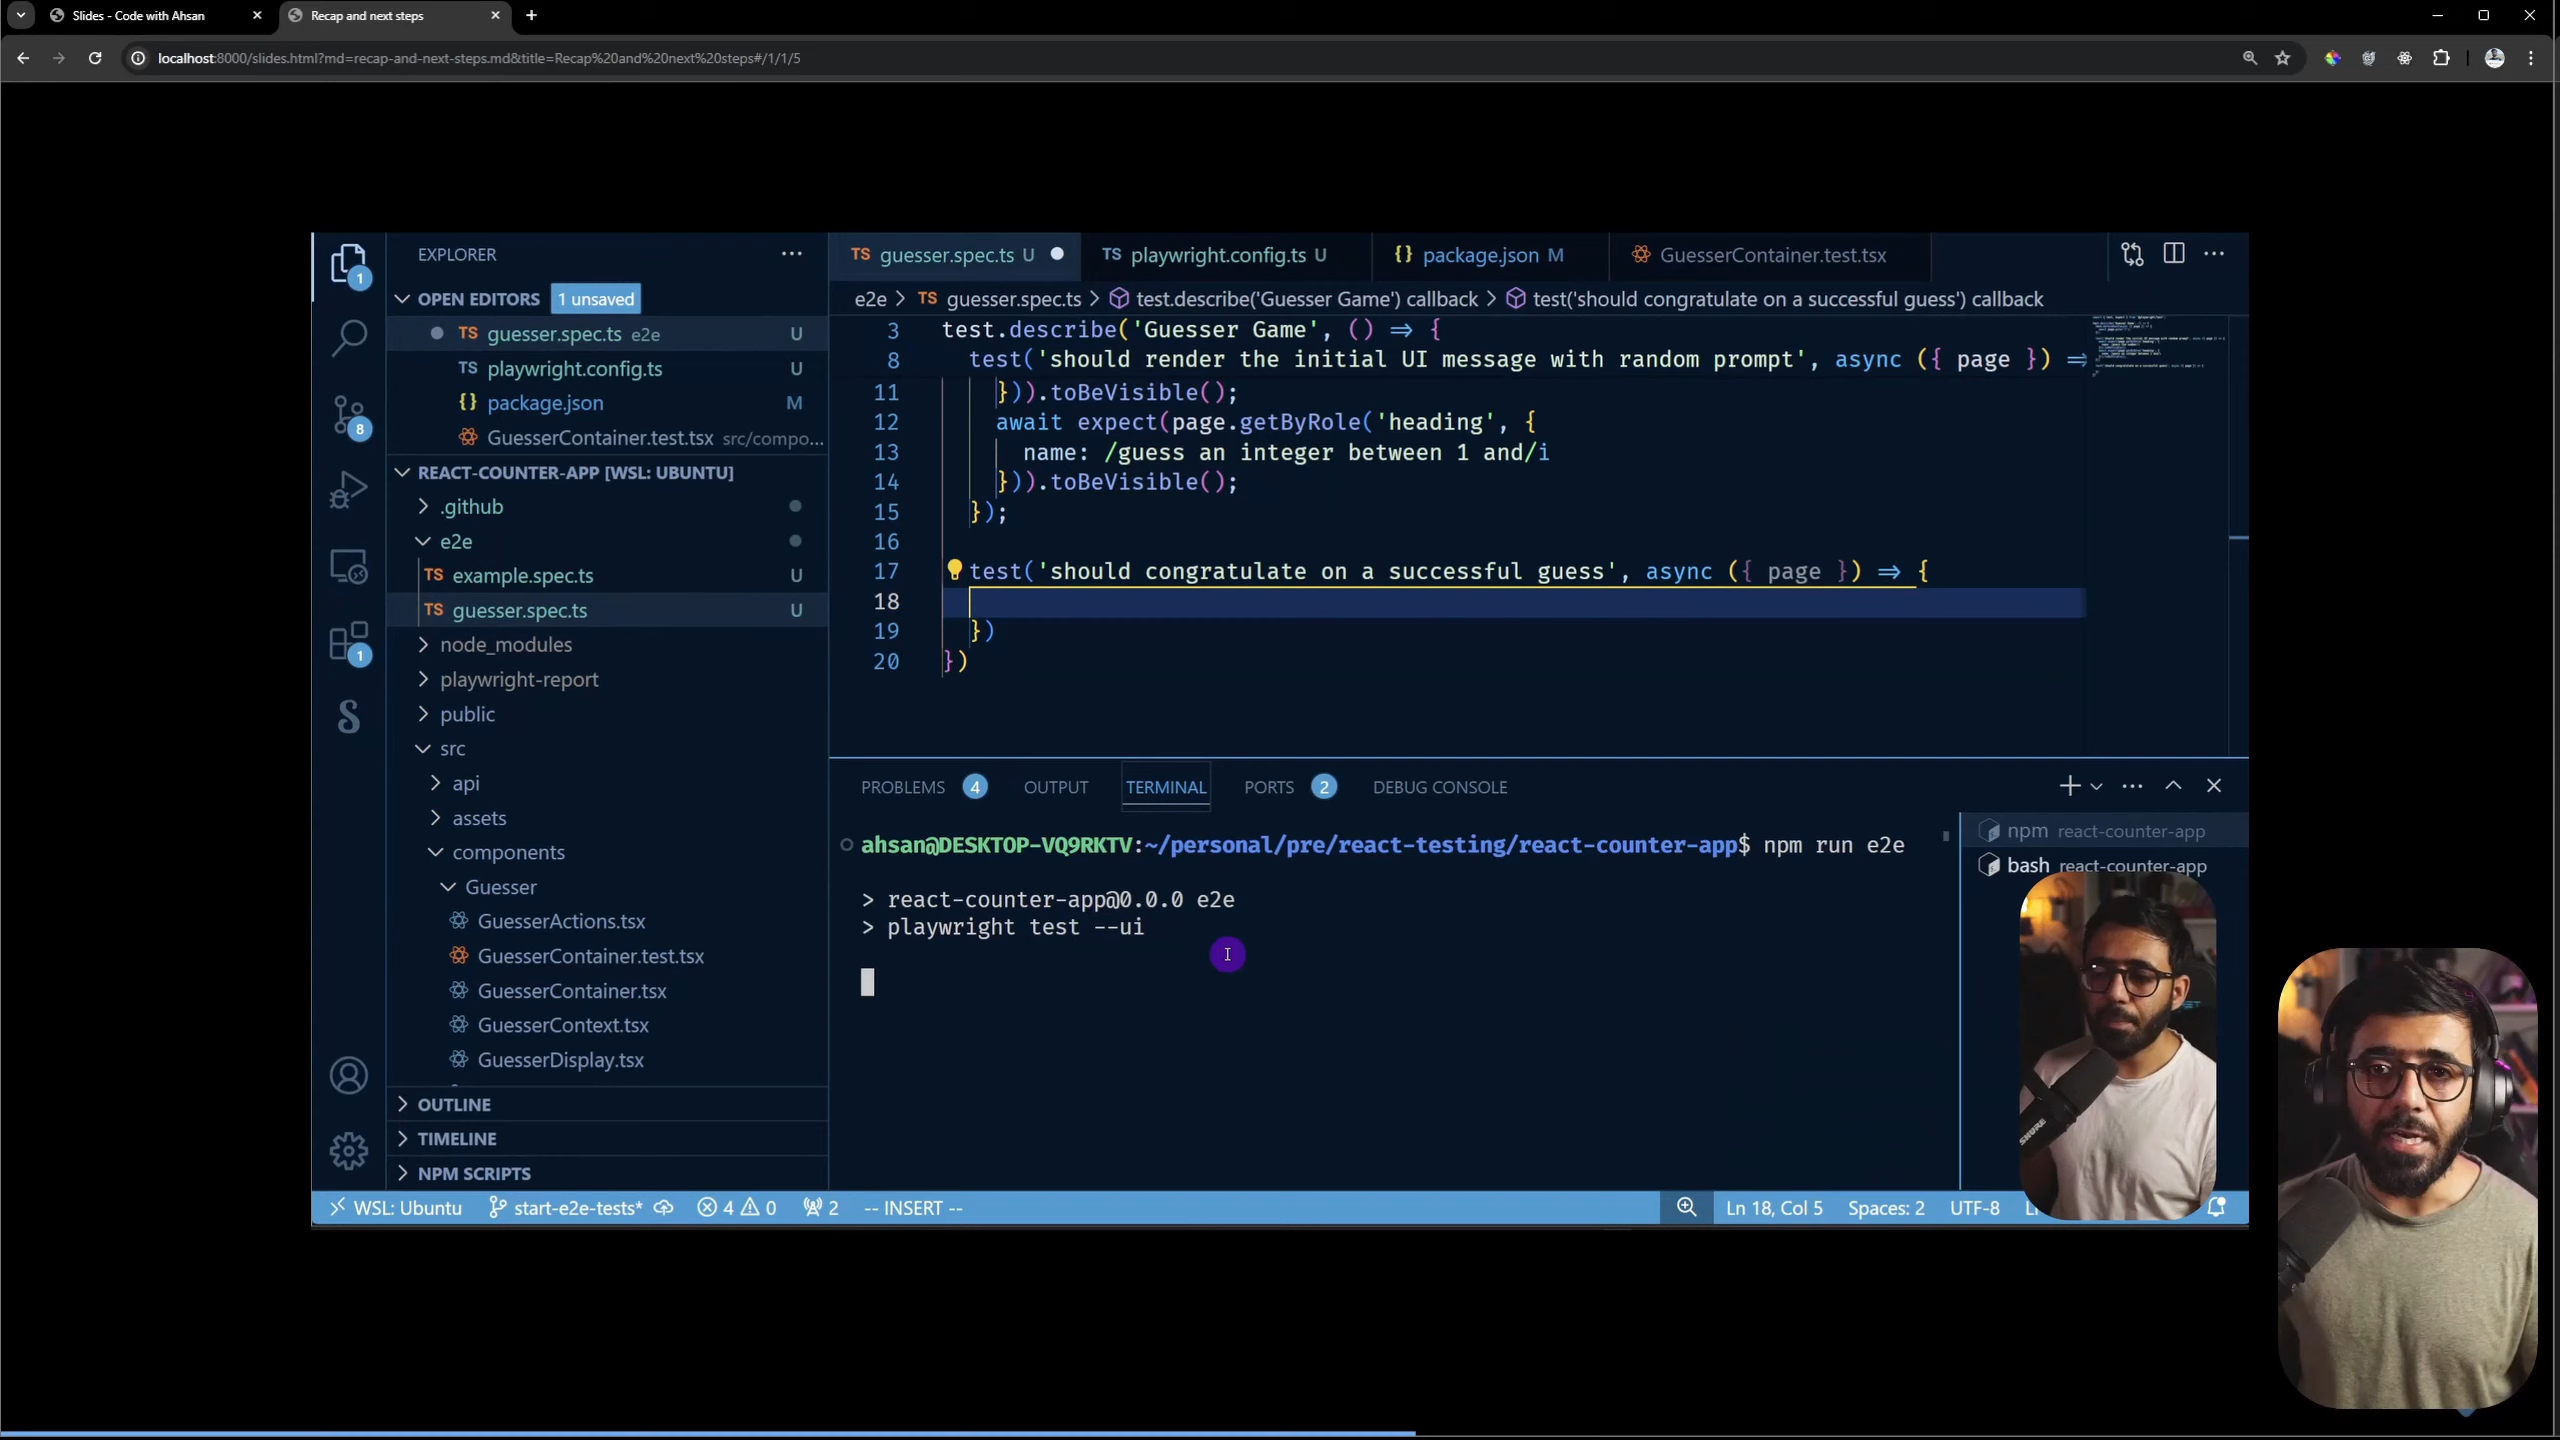 Slides - Code with Ahsan
Recap and next steps
localhost:8000/slides.html?md=recap-and-next-steps.md&title=Recap%20and%20next%20steps#/1/1/5
EXPLORER
OPEN EDITORS 1 unsaved
TS guesser.spec.ts e2e U
TS playwright.config.ts U
{} package.json M
GuesserContainer.test.tsx src/compo...
REACT-COUNTER-APP [WSL: UBUNTU]
.github
e2e
TS example.spec.ts U
TS guesser.spec.ts U
node_modules
playwright-report
public
src
api
assets
components
Guesser
GuesserActions.tsx
GuesserContainer.test.tsx
GuesserContainer.tsx
GuesserContext.tsx
GuesserDisplay.tsx
OUTLINE
TIMELINE
NPM SCRIPTS
1
8
1
TS guesser.spec.ts U
TS playwright.config.ts U
{} package.json M
GuesserContainer.test.tsx
e2e > TS guesser.spec.ts > test.describe('Guesser Game') callback > test('should congratulate on a successful guess') callback
3 test.describe('Guesser Game', () => {
8 test('should render the initial UI message with random prompt', async ({ page }) =>
11 })).toBeVisible();
12 await expect(page.getByRole('heading', {
13 name: /guess an integer between 1 and/i
14 })).toBeVisible();
15 });
16
17 test('should congratulate on a successful guess', async ({ page }) => {
18
19 })
20 })
PROBLEMS 4 OUTPUT TERMINAL PORTS 2 DEBUG CONSOLE
ahsan@DESKTOP-VQ9RKTV:~/personal/pre/react-testing/react-counter-app$ npm run e2e
> react-counter-app@0.0.0 e2e
> playwright test --ui
npm react-counter-app
bash react-counter-app
SHURE
WSL: Ubuntu start-e2e-tests* 4 0 2 -- INSERT -- Ln 18, Col 5 Spaces: 2 UTF-8